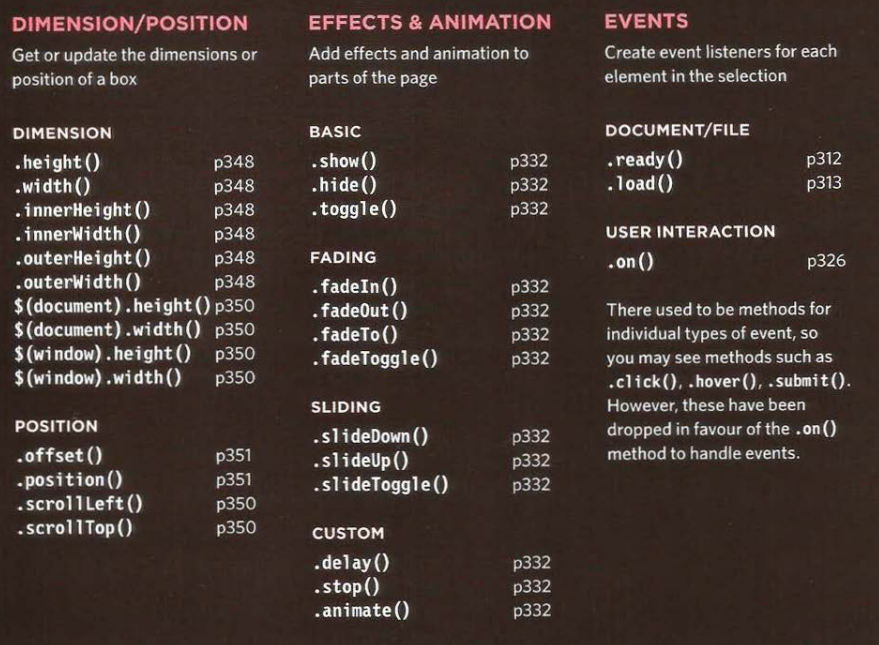 DIMENSION/POSITION
Get or update the dimensions or
position of a box
DIMENSION
.height() p348
.width() p348
.innerHeight() p348
.innerWidth() p348
.outerHeight() p348
.outerWidth() p348
$(document).height() p350
$(document).width() p350
$(window).height() p350
$(window).width() p350
POSITION
.offset() p351
.position() p351
.scrollLeft() p350
.scrollTop() p350
EFFECTS & ANIMATION
Add effects and animation to
parts of the page
BASIC
.show() p332
.hide() p332
.toggle() p332
FADING
.fadeIn() p332
.fadeOut() p332
.fadeTo() p332
.fadeToggle() p332
SLIDING
.slideDown() p332
.slideUp() p332
.slideToggle() p332
CUSTOM
.delay() p332
.stop() p332
.animate() p332
EVENTS
Create event listeners for each
element in the selection
DOCUMENT/FILE
.ready() p312
.load() p313
USER INTERACTION
.on() p326
There used to be methods for
individual types of event, so
you may see methods such as
.click(), .hover(), .submit().
However, these have been
dropped in favour of the .on()
method to handle events.